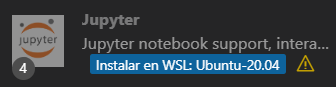 Jupyter
jupyter
Jupyter notebook support, intera...
4
Instalar en WSL: Ubuntu-20.04